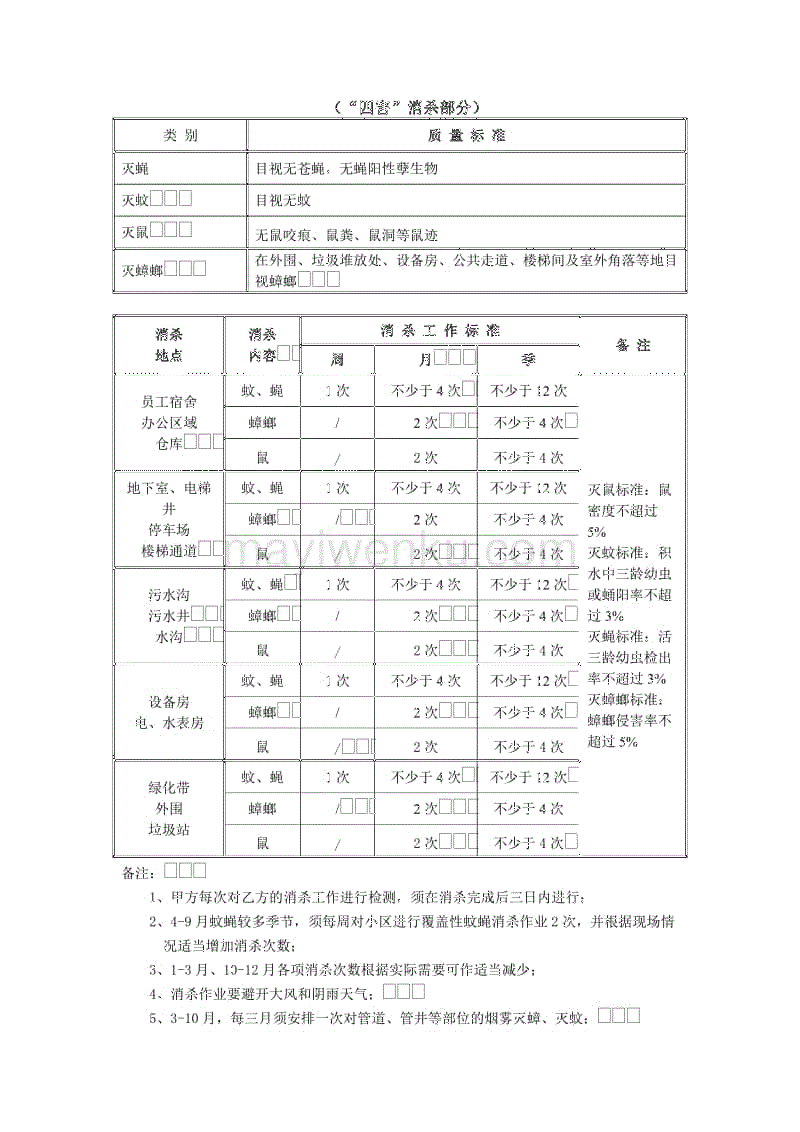 （“四害”消杀部分）
类 别 质 量 标 准
灭蝇 目视无苍蝇，无蝇阳性孽生物
灭蚊□□□ 目视无蚊
灭鼠□□□ 无鼠咬痕、鼠粪、鼠洞等鼠迹
灭蟑螂□□□ 在外围、垃圾堆放处、设备房、公共走道、楼梯间及室外角落等地目
视蟑螂□□□
消杀
地点
消杀
内容□□
消 杀 工 作 标 准
周 月□□□ 季
备 注
员工宿舍
办公区域
仓库□□□
蚊、蝇 1 次 不少于 4 次□ 不少于 12 次
蟑螂 / 2 次□□□ 不少于 4 次□
鼠 / 2 次 不少于 4 次
地下室、电梯
井
停车场
楼梯通道□□
蚊、蝇 1 次 不少于 4 次 不少于 12 次
蟑螂□□ /□□□ 2 次 不少于 4 次
鼠 / 2 次□□□ 不少于 4 次
污水沟
污水井□□□
水沟□□□
蚊、蝇□ 1 次 不少于 4 次 不少于 12 次□
蟑螂□□ / 2 次□□□ 不少于 4 次□
鼠 / 2 次□□□ 不少于 4 次
设备房
电、水表房
蚊、蝇 1 次 不少于 4 次 不少于 12 次□
蟑螂□□ / 2 次□□□ 不少于 4 次□
鼠 /□□□ 2 次 不少于 4 次
绿化带
外围
垃圾站
蚊、蝇 1 次 不少于 4 次□ 不少于 12 次□
蟑螂 /□□□ 2 次□□□ 不少于 4 次
鼠 / 2 次□□□ 不少于 4 次□
灭鼠标准：鼠
密度不超过
5%
灭蚊标准：积
水中三龄幼虫
或蛹阳率不超
过 3%
灭蝇标准：活
三龄幼虫检出
率不超过 3%
灭蟑螂标准：
蟑螂侵害率不
超过 5%
mayiwenku.com
备注：□□□
1、甲方每次对乙方的消杀工作进行检测，须在消杀完成后三日内进行；
2、4-9 月蚊蝇较多季节，须每周对小区进行覆盖性蚊蝇消杀作业 2 次，并根据现场情
况适当增加消杀次数；
3、1-3 月、10-12 月各项消杀次数根据实际需要可作适当减少；
4、消杀作业要避开大风和阴雨天气；□□□
5、3-10 月，每三月须安排一次对管道、管井等部位的烟雾灭蟑、灭蚊；□□□